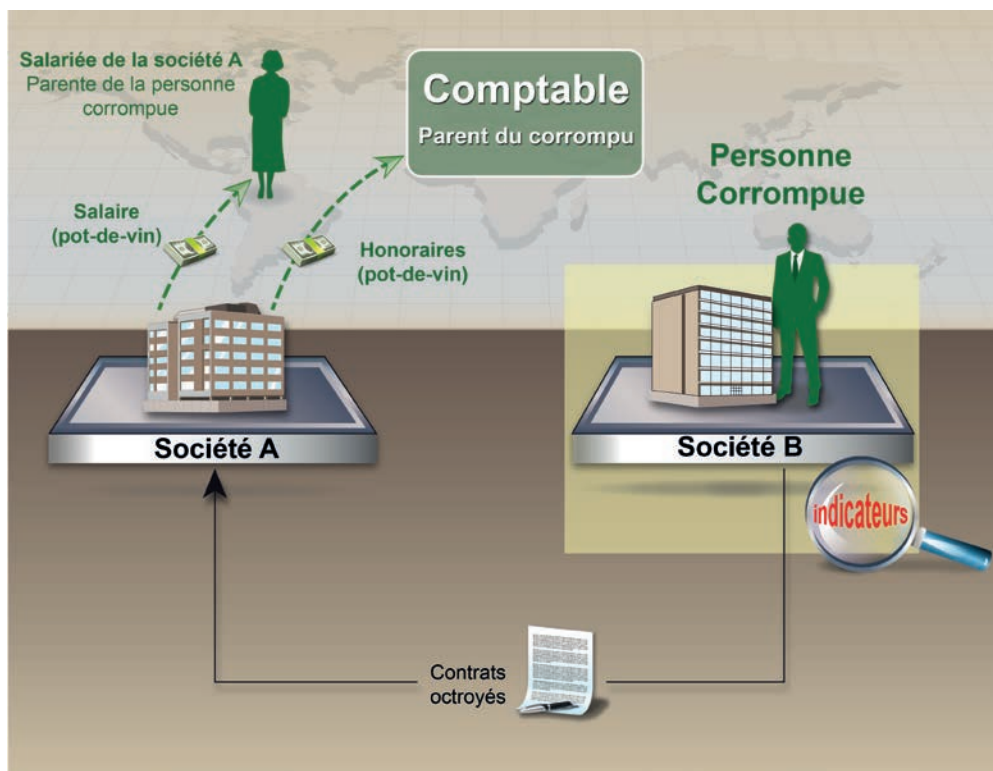 Salariée de la société A
Parente de la personne
corrompue
Comptable
Parent du corrompu
Personne
Corrompue
Salaire
(pot-de-vin)
Honoraires
(pot-de-vin)
Société A
Société B
indicateurs
Contrats
octroyés